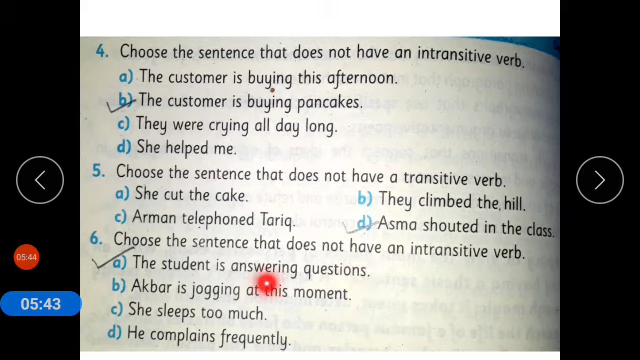 4. Choose the sentence that does not have an intransitive verb.
a) The customer is buying this afternoon.
b) The customer is buying pancakes.
c) They were crying all day long.
d) She helped me.
5. Choose the sentence that does not have a transitive verb.
a) She cut the cake. b) They climbed the hill.
c) Arman telephoned Tariq. d) Asma shouted in the class.
6. Choose the sentence that does not have an intransitive verb.
a) The student is answering questions.
05:44
b) Akbar is jogging at this moment.
05:43
c) She sleeps too much.
d) He complains frequently.